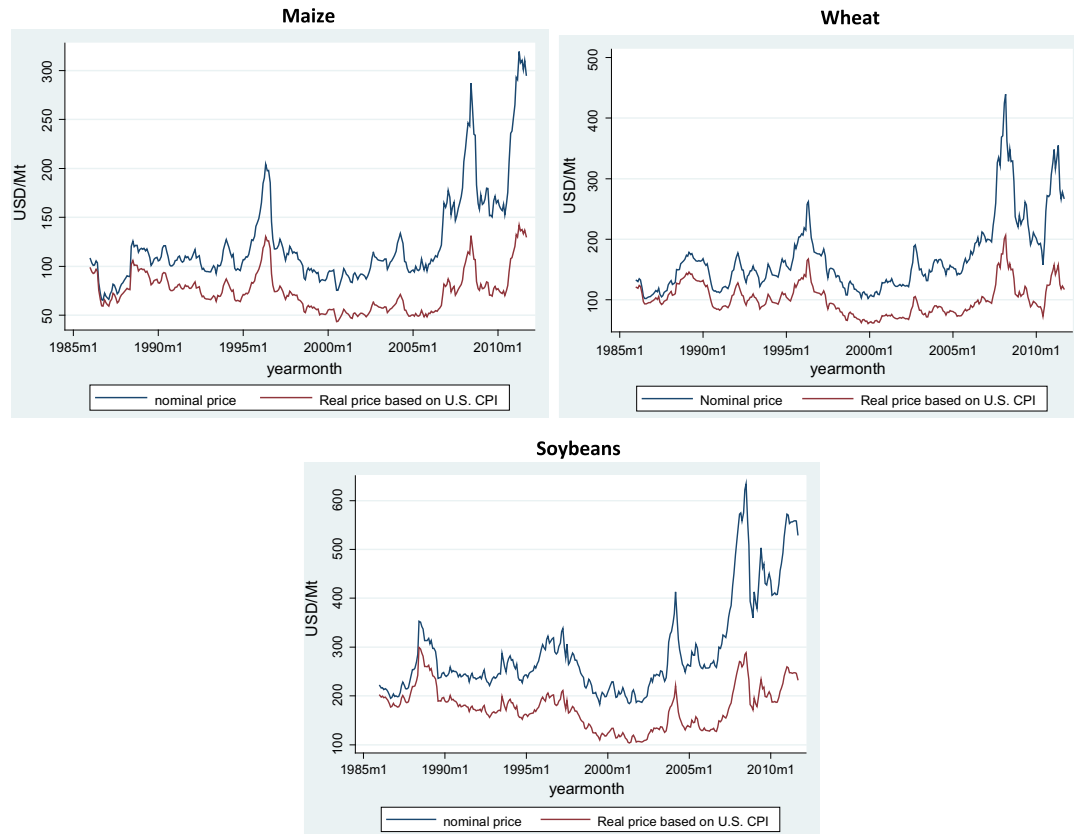 Maize
USD/Mt
300
250
200
150
100
50
1985m1 1990m1 1995m1 2000m1 2005m1 2010m1
yearmonth
nominal price Real price based on U.S. CPI
Wheat
USD/Mt
500
400
300
200
100
1985m1 1990m1 1995m1 2000m1 2005m1 2010m1
yearmonth
Nominal price Real price based on U.S. CPI
Soybeans
USD/Mt
600
500
400
300
200
100
1985m1 1990m1 1995m1 2000m1 2005m1 2010m1
yearmonth
nominal price Real price based on U.S. CPI